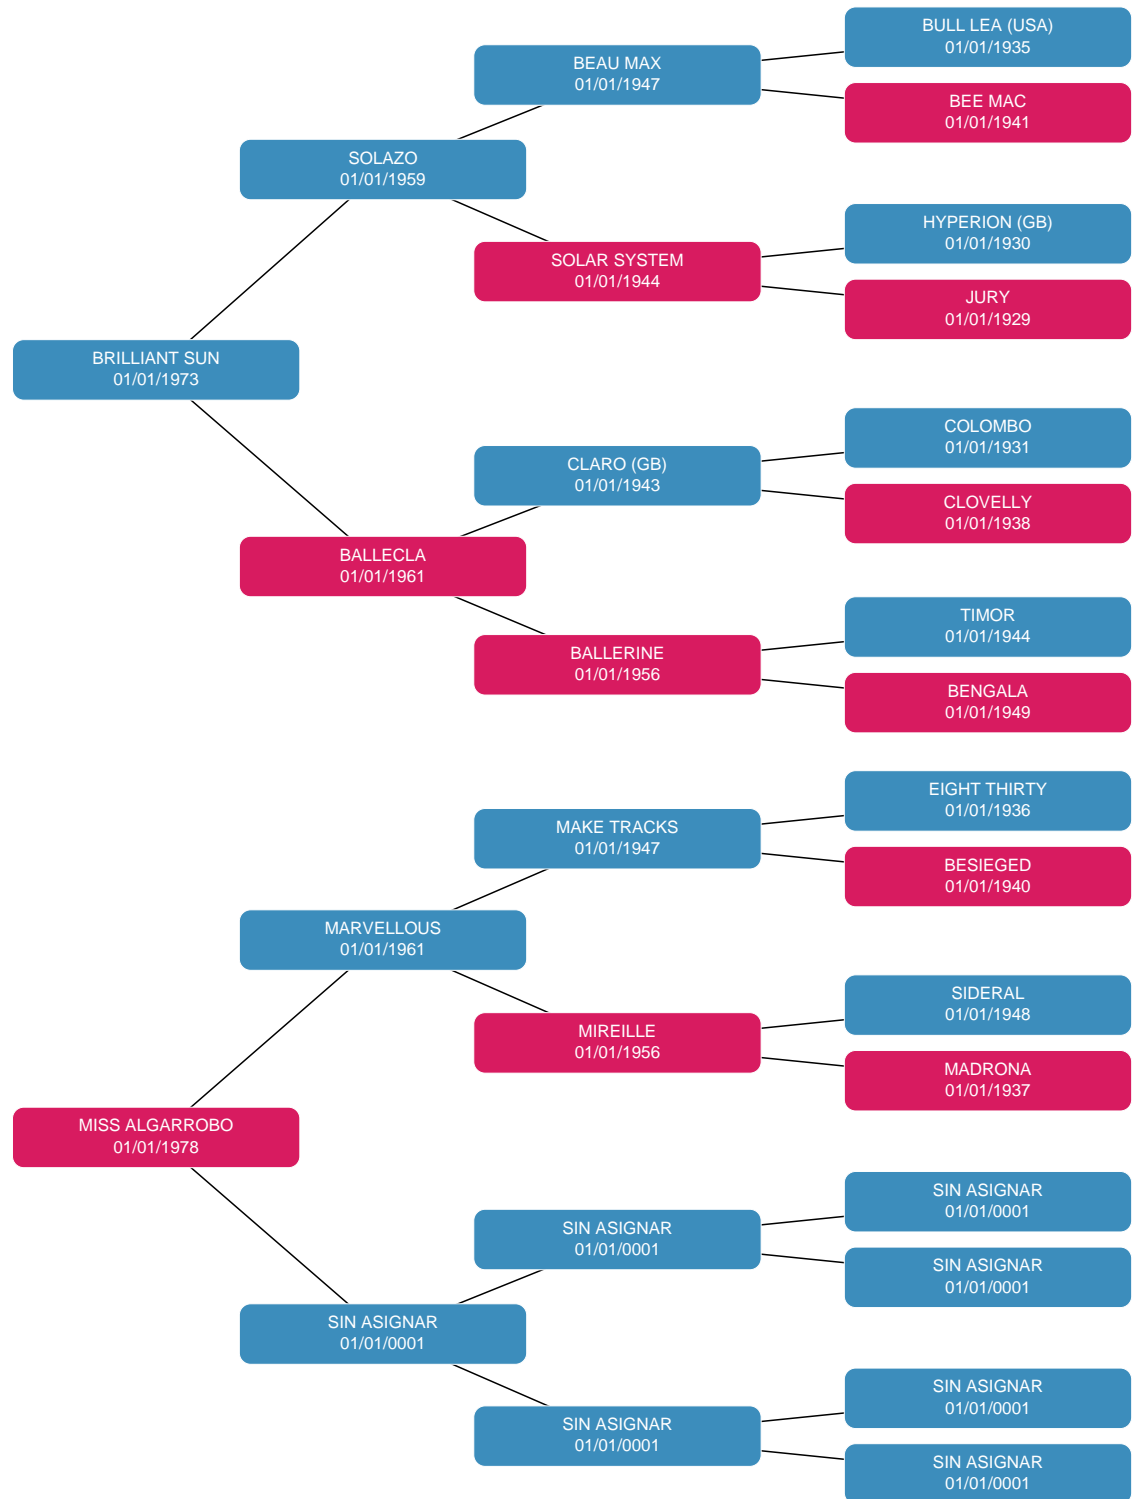 BULL LEA (USA)
01/01/1935
BEAU MAX
01/01/1947
BEE MAC
01/01/1941
SOLAZO
01/01/1959
HYPERION (GB)
01/01/1930
SOLAR SYSTEM
01/01/1944
JURY
01/01/1929
BRILLIANT SUN
01/01/1973
COLOMBO
01/01/1931
CLARO (GB)
01/01/1943
CLOVELLY
01/01/1938
BALLECLA
01/01/1961
TIMOR
01/01/1944
BALLERINE
01/01/1956
BENGALA
01/01/1949
EIGHT THIRTY
01/01/1936
MAKE TRACKS
01/01/1947
BESIEGED
01/01/1940
MARVELLOUS
01/01/1961
SIDERAL
01/01/1948
MIREILLE
01/01/1956
MADRONA
01/01/1937
MISS ALGARROBO
01/01/1978
SIN ASIGNAR
01/01/0001
SIN ASIGNAR
01/01/0001
SIN ASIGNAR
01/01/0001
SIN ASIGNAR
01/01/0001
SIN ASIGNAR
01/01/0001
SIN ASIGNAR
01/01/0001
SIN ASIGNAR
01/01/0001